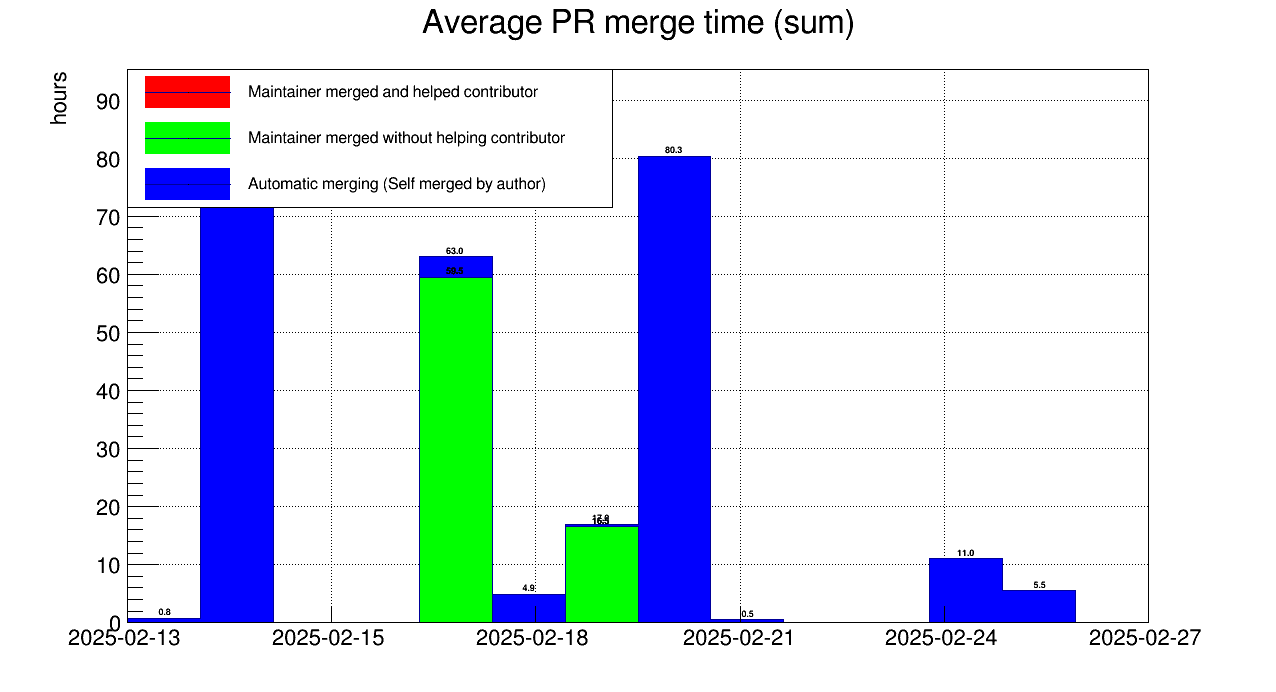 Average PR merge time (sum)
hours
Maintainer merged and helped contributor
Maintainer merged without helping contributor
Automatic merging (Self merged by author)
90
80
70
60
50
40
30
20
10
0
80.3
63.0
4.9
0.8
0.5
11.0
5.5
2025-02-13 2025-02-15 2025-02-18 2025-02-21 2025-02-24 2025-02-27